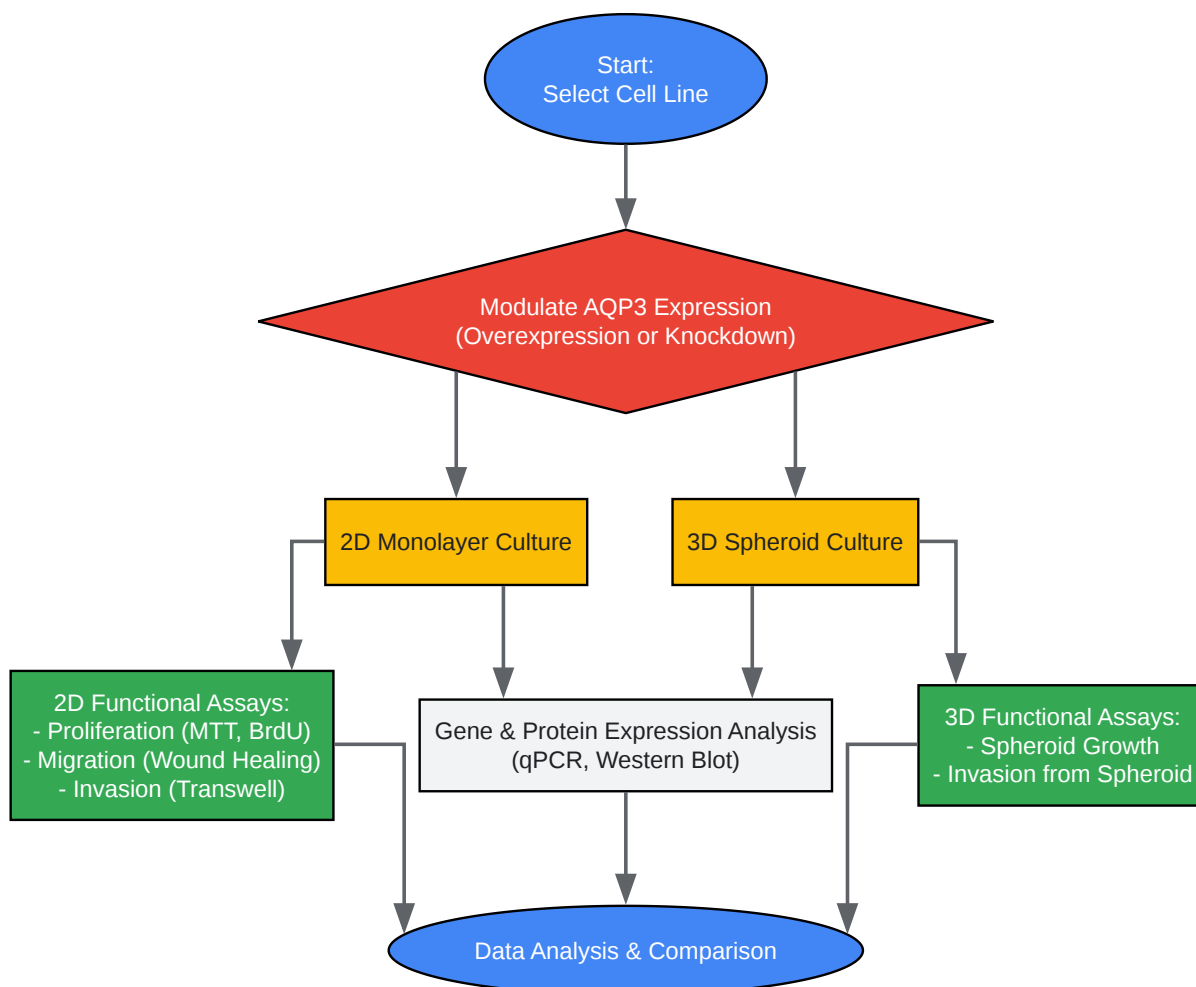 Start:
Select Cell Line
Modulate AQP3 Expression
(Overexpression or Knockdown)
2D Monolayer Culture
3D Spheroid Culture
2D Functional Assays:
- Proliferation (MTT, BrdU)
- Migration (Wound Healing)
- Invasion (Transwell)
Gene & Protein Expression Analysis
(qPCR, Western Blot)
3D Functional Assays:
- Spheroid Growth
- Invasion from Spheroid
Data Analysis & Comparison